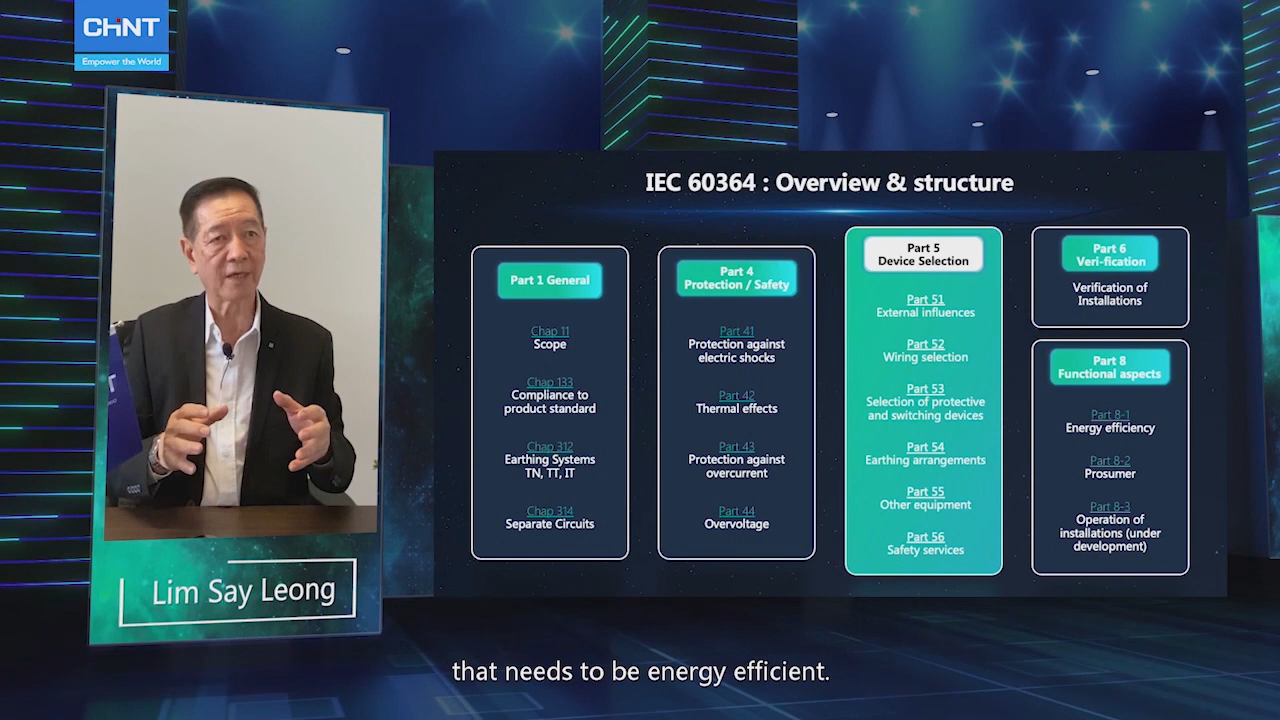 CHNT
Empower the World
IEC 60364 : Overview & structure
Part 1 General
Chap 11
Scope
Chap 133
Compliance to
product standard
Chap 312
Earthing Systems
TN, TT, IT
Chap 314
Separate Circuits
Part 4
Protection / Safety
Part 41
Protection against
electric shocks
Part 42
Thermal effects
Part 43
Protection against
overcurrent
Part 44
Overvoltage
Part 5
Device Selection
Part 51
External influences
Part 52
Wiring selection
Part 53
Selection of protective
and switching devices
Part 54
Earthing arrangements
Part 55
Other equipment
Part 56
Safety services
Part 6
Veri-fication
Verification of
Installations
Part 8
Functional aspects
Part 8-1
Energy efficiency
Part 8-2
Prosumer
Part 8-3
Operation of
installations (under
development)
Lim Say Leong
that needs to be energy efficient.